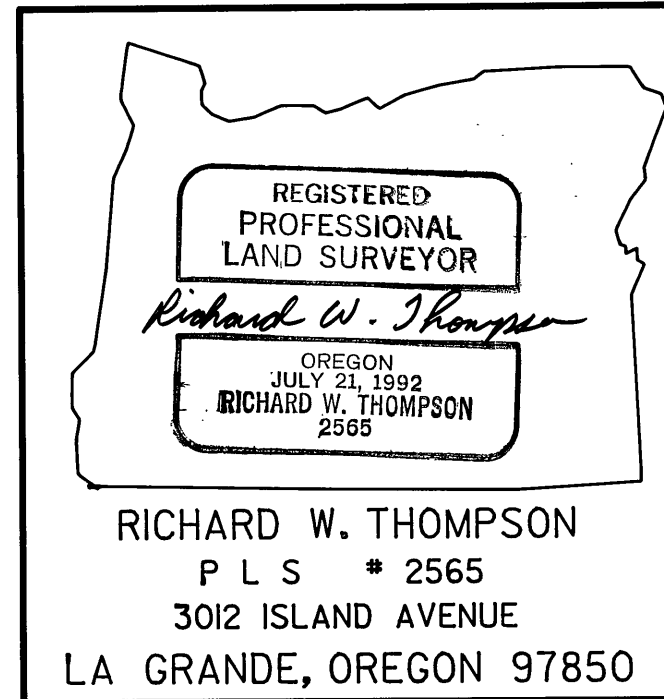 REGISTERED
PROFESSIONAL
LAND SURVEYOR
Richard W. Thompson
OREGON
JULY 21, 1992
RICHARD W. THOMPSON
2565
RICHARD W. THOMPSON
P L S # 2565
3012 ISLAND AVENUE
LA GRANDE, OREGON 97850